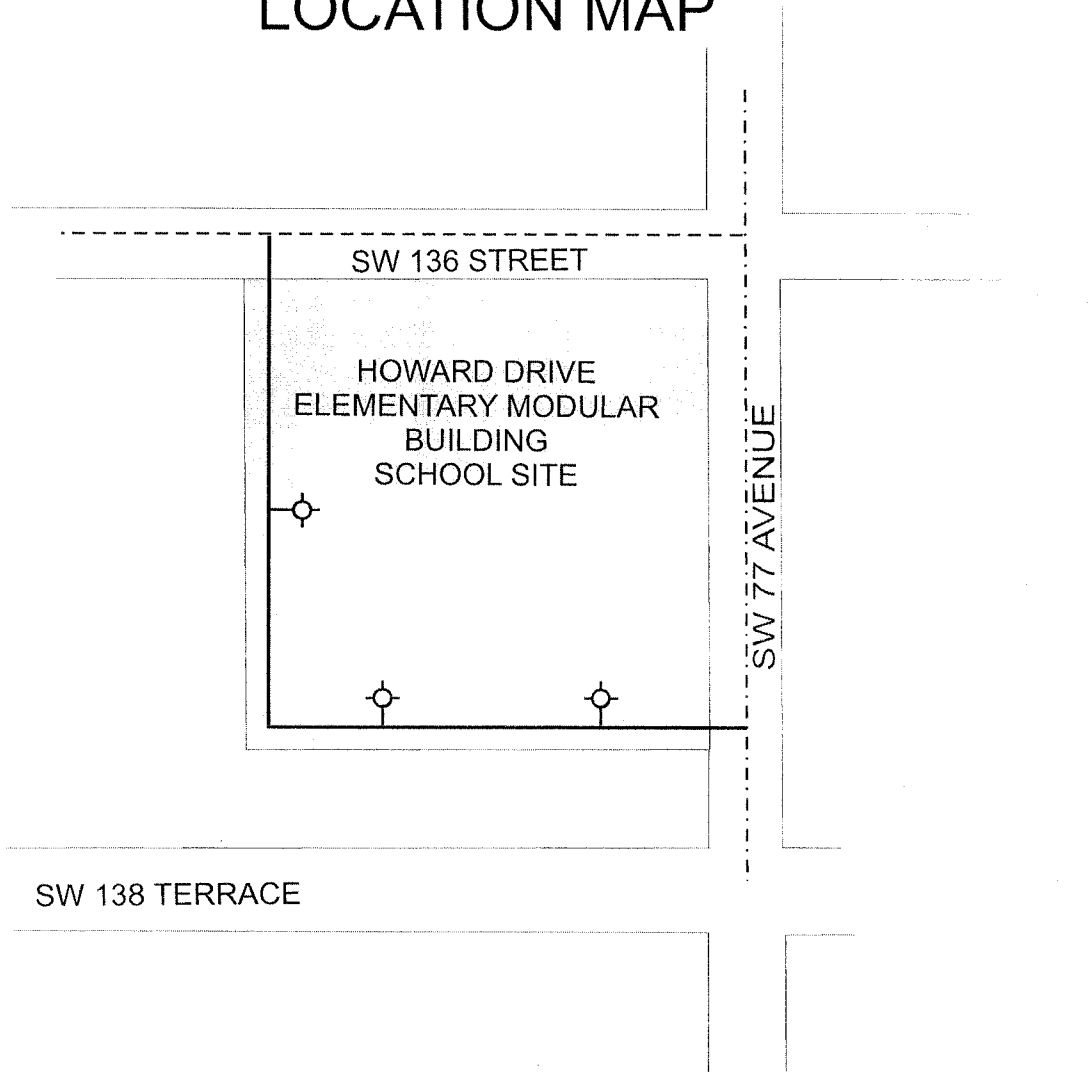 LOCATION MAP
SW 136 STREET
HOWARD DRIVE
ELEMENTARY MODULAR
BUILDING
SCHOOL SITE
SW 77 AVENUE
SW 138 TERRACE